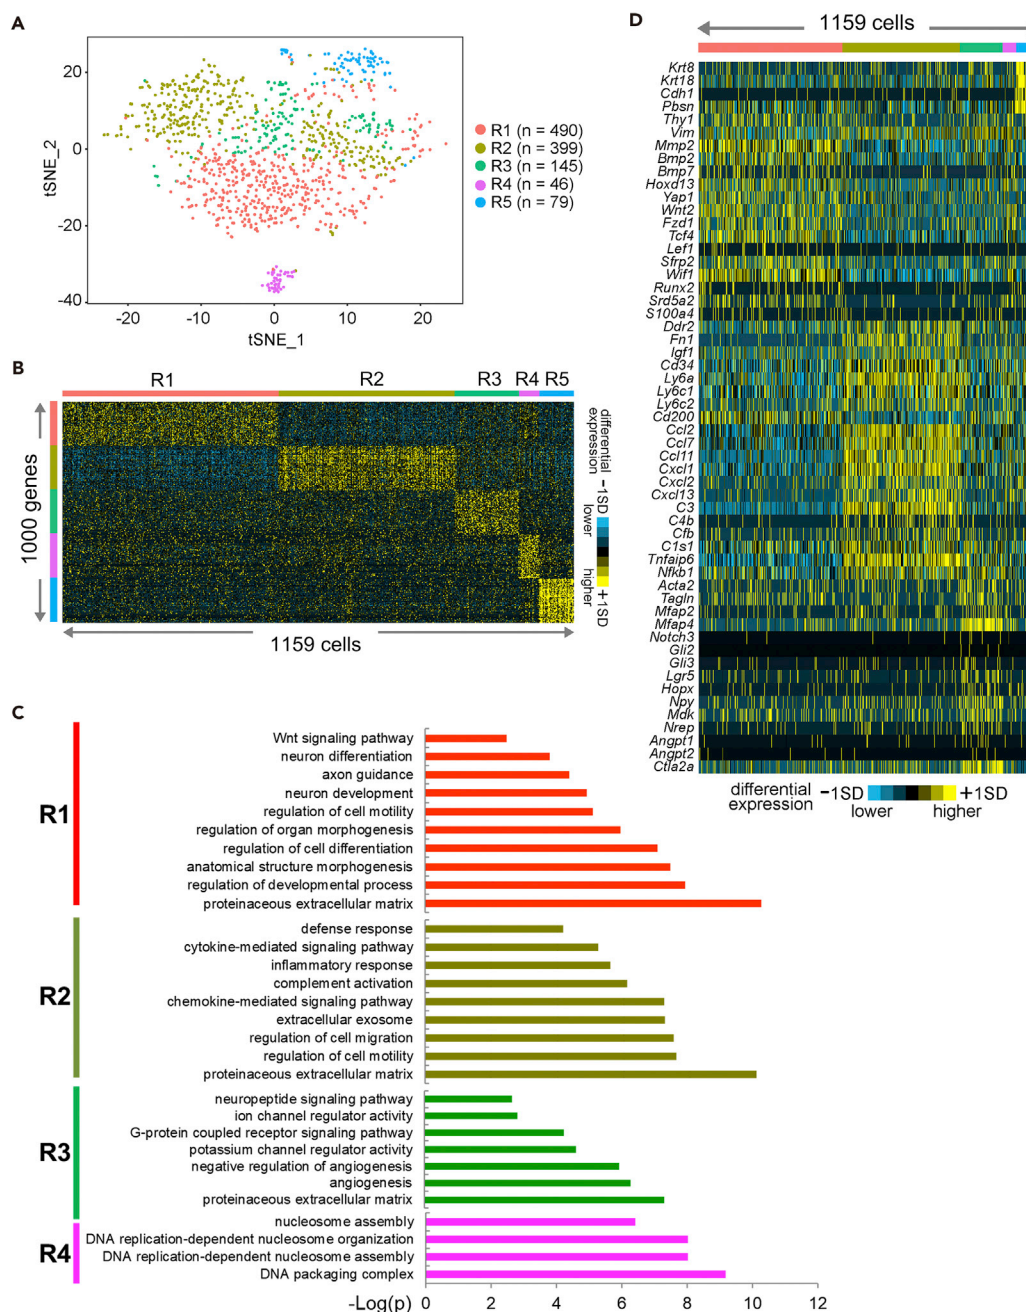 A
tSNE_2
20
0
-20
-40
-20
-10
0
10
20
tSNE_1
R1 (n = 490)
R2 (n = 399)
R3 (n = 145)
R4 (n = 46)
R5 (n = 79)
B
R1
R2
R3
R4
R5
1000 genes
1159 cells
differential
expression
-1SD
+1SD
lower
higher
C
R1
Wnt signaling pathway
neuron differentiation
axon guidance
neuron development
regulation of cell motility
regulation of organ morphogenesis
regulation of cell differentiation
anatomical structure morphogenesis
regulation of developmental process
proteinaceous extracellular matrix
R2
defense response
cytokine-mediated signaling pathway
inflammatory response
complement activation
chemokine-mediated signaling pathway
extracellular exosome
regulation of cell migration
regulation of cell motility
proteinaceous extracellular matrix
R3
neuropeptide signaling pathway
ion channel regulator activity
G-protein coupled receptor signaling pathway
potassium channel regulator activity
negative regulation of angiogenesis
angiogenesis
proteinaceous extracellular matrix
R4
nucleosome assembly
DNA replication-dependent nucleosome organization
DNA replication-dependent nucleosome assembly
DNA packaging complex
-Log(p)
0
2
4
6
8
10
12
D
1159 cells
Krt8
Krt18
Cdh1
Pbsn
Thy1
Vim
Mmp2
Bmp2
Bmp7
Hoxd13
Yap1
Wnt2
Fzd1
Tcf4
Lef1
Sfrp2
Wif1
Runx2
Srd5a2
S100a4
Ddr2
Fn1
Igf1
Cd34
Ly6a
Ly6c1
Ly6c2
Cd200
Ccl2
Ccl7
Ccl11
Cxcl1
Cxcl2
Cxcl13
C3
C4b
Cfb
C1s1
Tnfaip6
Nfkb1
Acta2
Tagln
Mfap2
Mfap4
Notch3
Gli2
Gli3
Lgr5
Hopx
Npy
Mdk
Nrep
Angpt1
Angpt2
Ctla2a
differential
expression
-1SD
+1SD
lower
higher